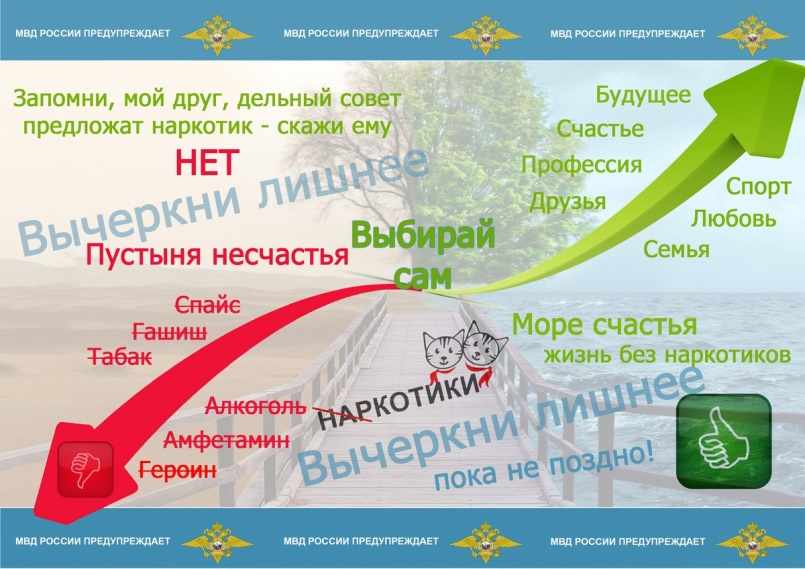 МВД РОССИИ ПРЕДУПРЕЖДАЕТ
МВД РОССИИ ПРЕДУПРЕЖДАЕТ
МВД РОССИИ ПРЕДУПРЕЖДАЕТ
Запомни, мой друг, дельный совет
предложат наркотик - скажи ему
НЕТ
Вычеркни лишнее
Пустыня несчастья
Выбирай
сам
Будущее
Счастье
Профессия
Друзья
Спорт
Любовь
Семья
Спайс
Гашиш
Табак
Алкоголь
Амфетамин
Героин
НАРКОТИКИ
Море счастья
жизнь без наркотиков
Вычеркни лишнее
пока не поздно!
МВД РОССИИ ПРЕДУПРЕЖДАЕТ
МВД РОССИИ ПРЕДУПРЕЖДАЕТ
МВД РОССИИ ПРЕДУПРЕЖДАЕТ